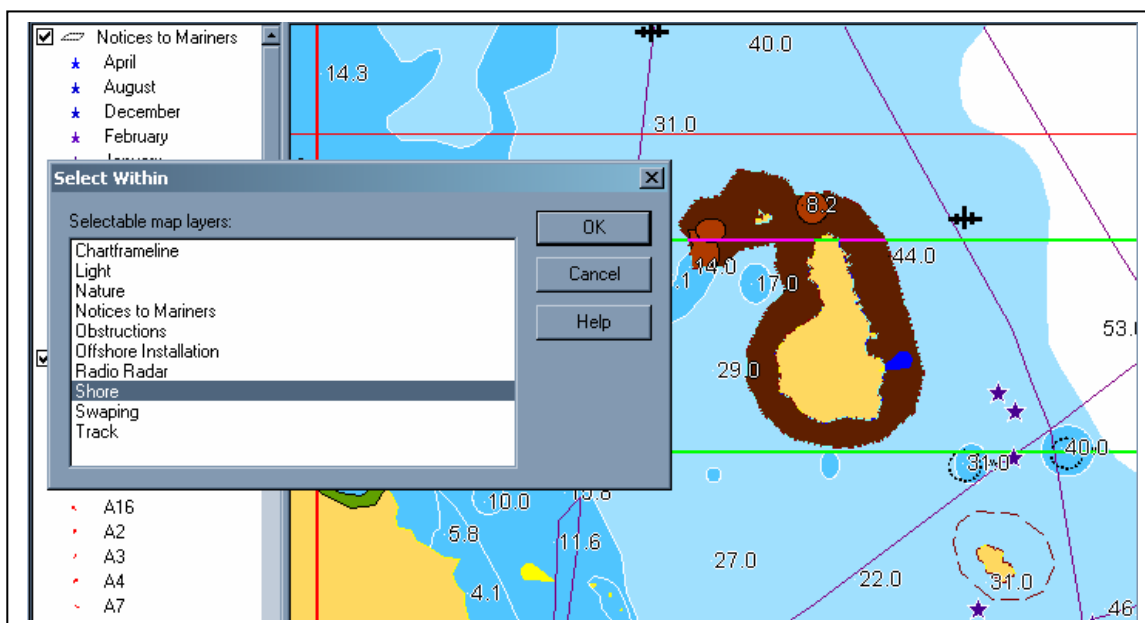 Notices to Mariners
April
August
December
February
Select Within
Selectable map layers:
Chartframeline
Light
Nature
Notices to Mariners
Obstructions
Offshore Installation
Radio Radar
Shore
Swaping
Track
OK
Cancel
Help
A16
A2
A3
A4
A7
14.3
40.0
31.0
8.2
44.0
14.0
17.0
53.
29.0
31.0
40.0
10.0
5.8
11.6
27.0
22.0
31.0
4.1
46